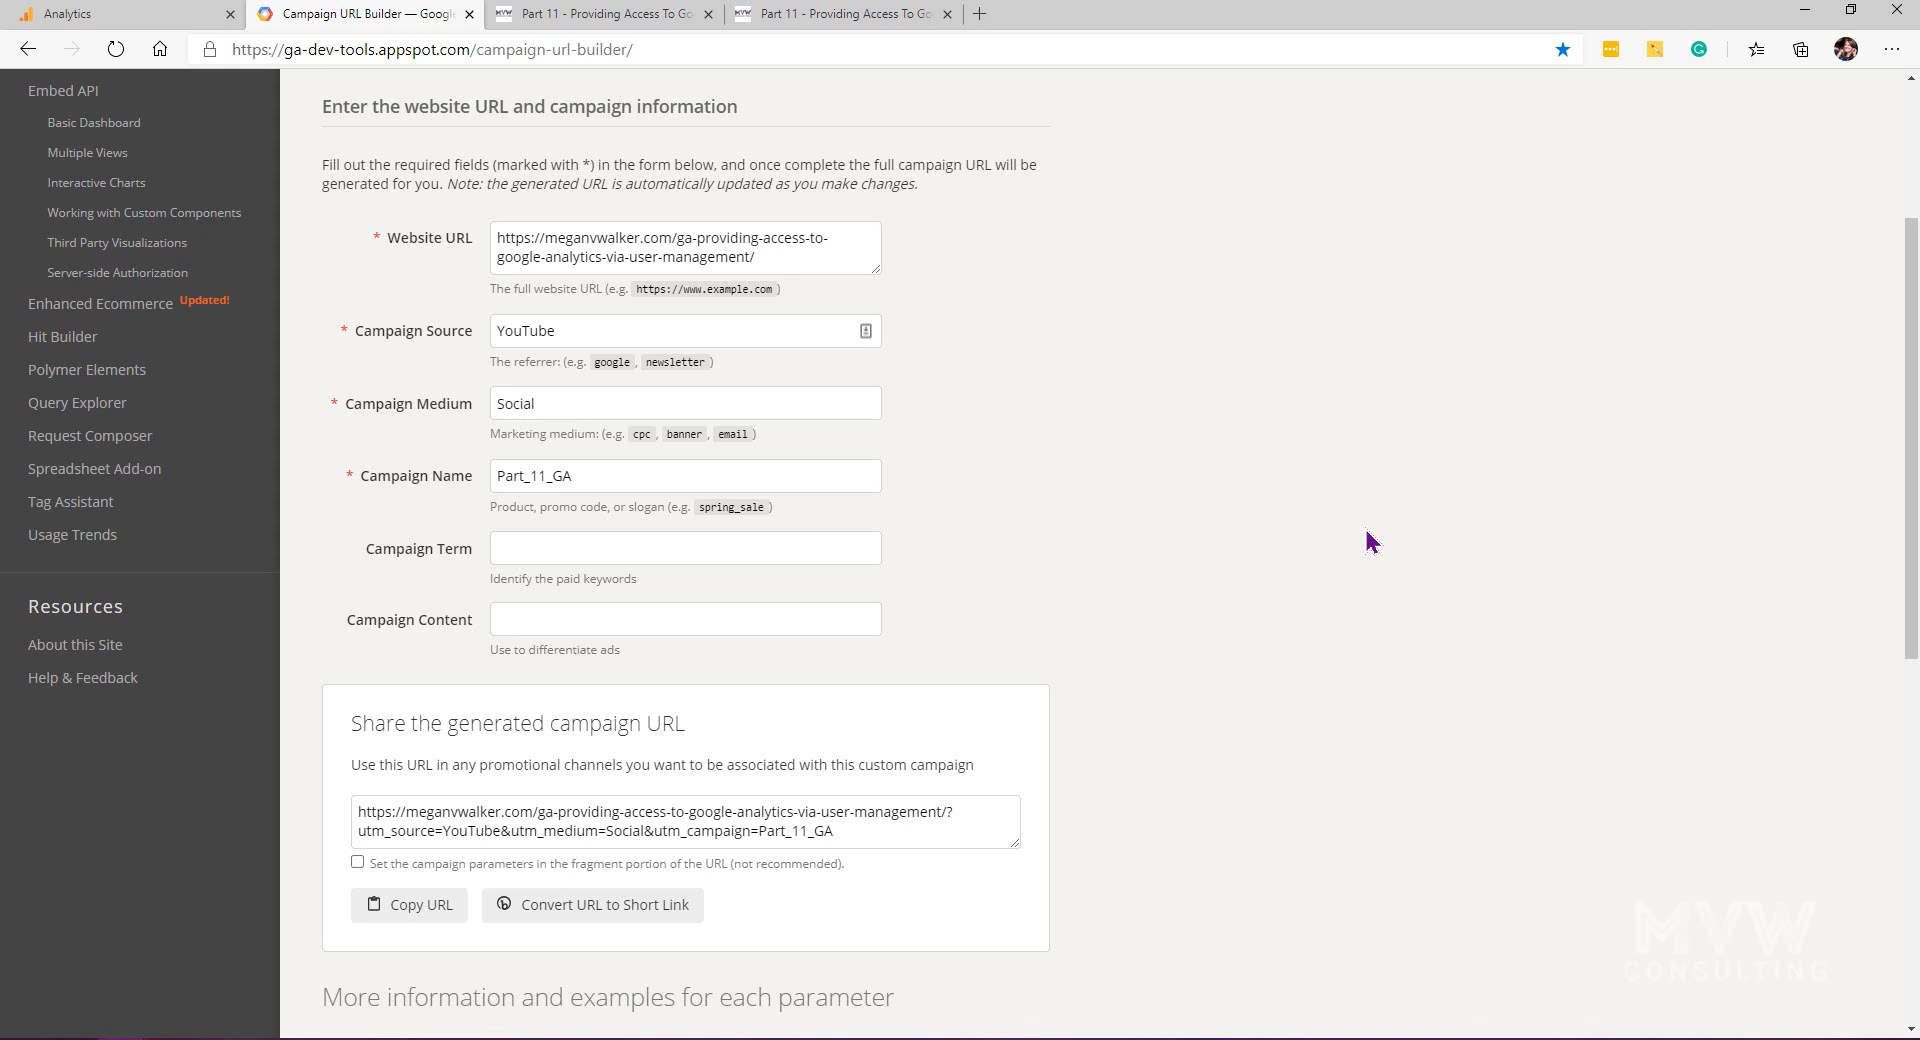 Analytics
Campaign URL Builder — Google
Part 11 - Providing Access To Go
Part 11 - Providing Access To Go
https://ga-dev-tools.appspot.com/campaign-url-builder/
Embed API
Basic Dashboard
Multiple Views
Interactive Charts
Working with Custom Components
Third Party Visualizations
Server-side Authorization
Enhanced Ecommerce Updated!
Hit Builder
Polymer Elements
Query Explorer
Request Composer
Spreadsheet Add-on
Tag Assistant
Usage Trends
Resources
About this Site
Help & Feedback
Enter the website URL and campaign information
Fill out the required fields (marked with *) in the form below, and once complete the full campaign URL will be
generated for you. Note: the generated URL is automatically updated as you make changes.
* Website URL
https://meganvwalker.com/ga-providing-access-to-
google-analytics-via-user-management/
The full website URL (e.g. https://www.example.com )
* Campaign Source YouTube
The referrer: (e.g. google , newsletter )
* Campaign Medium Social
Marketing medium: (e.g. cpc , banner , email )
* Campaign Name Part_11_GA
Product, promo code, or slogan (e.g. spring_sale )
Campaign Term
Identify the paid keywords
Campaign Content
Use to differentiate ads
Share the generated campaign URL
Use this URL in any promotional channels you want to be associated with this custom campaign
https://meganvwalker.com/ga-providing-access-to-google-analytics-via-user-management/?
utm_source=YouTube&utm_medium=Social&utm_campaign=Part_11_GA
Set the campaign parameters in the fragment portion of the URL (not recommended).
Copy URL
Convert URL to Short Link
More information and examples for each parameter
MVW
CONSULTING